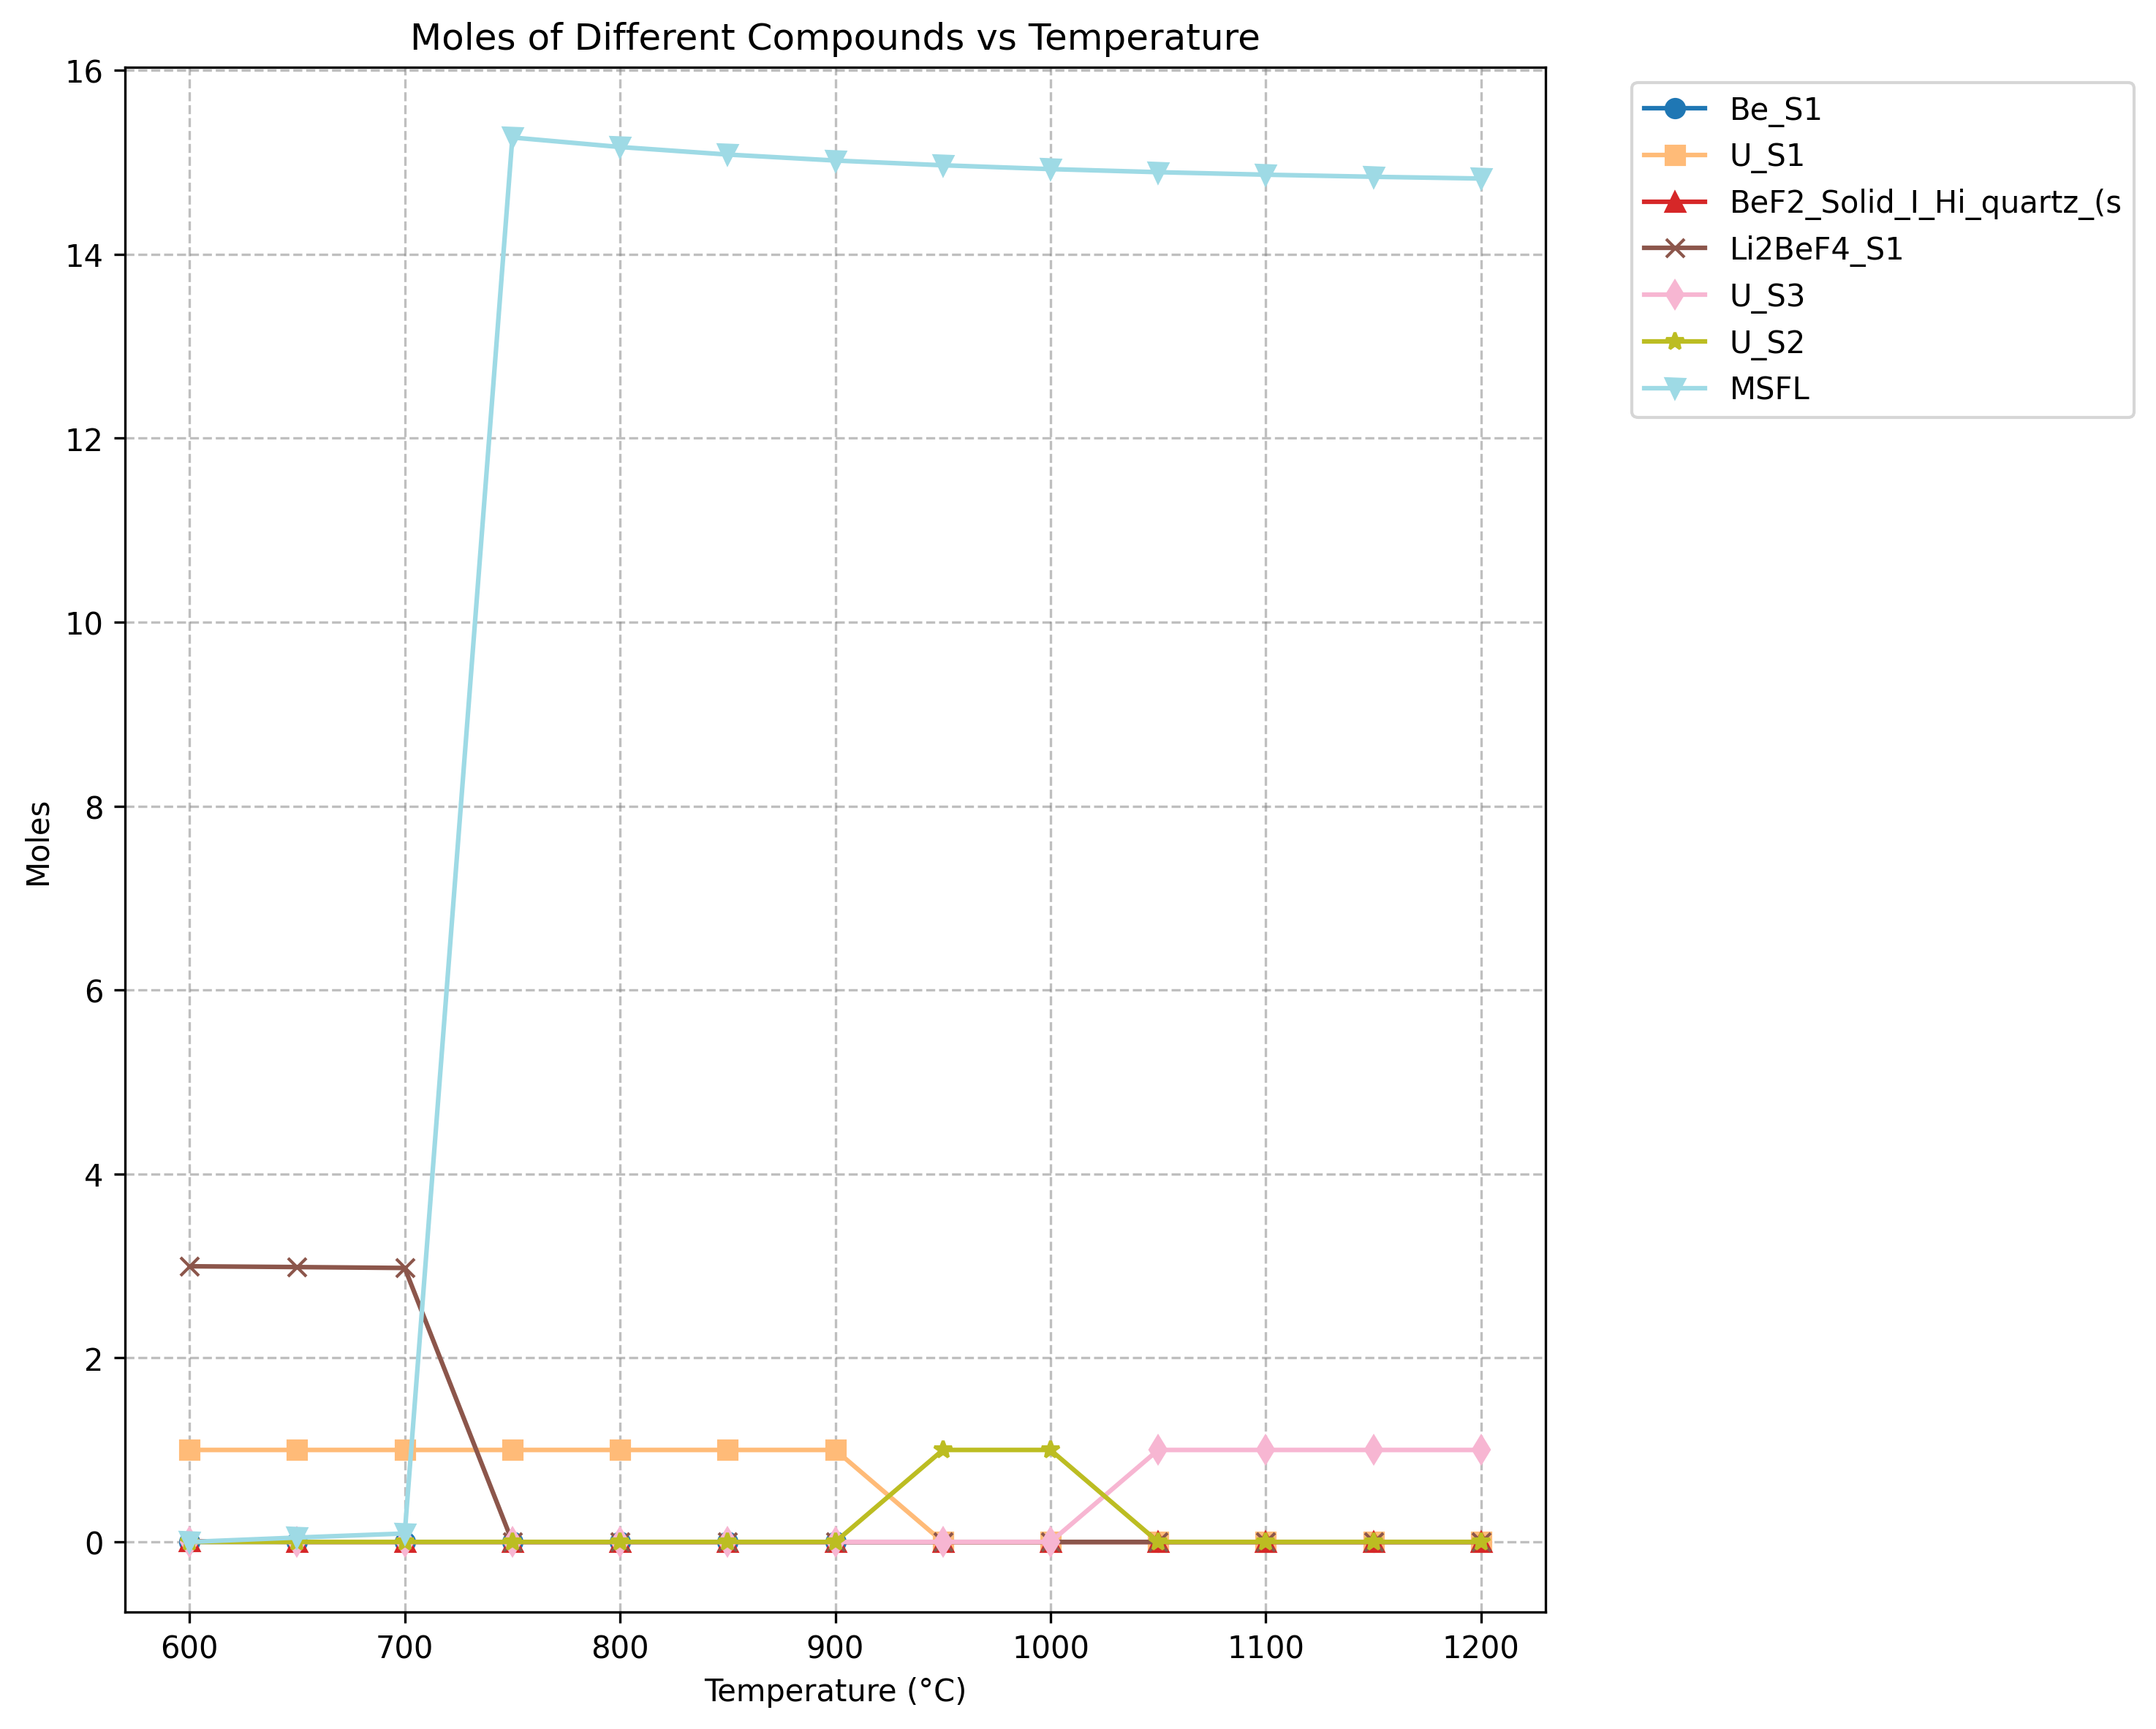 Moles of Different Compounds vs Temperature
16
14
12
10
8
6
4
2
0
Moles
600 700 800 900 1000 1100 1200
Temperature (°C)
Be_S1
U_S1
BeF2_Solid_I_Hi_quartz_(s
Li2BeF4_S1
U_S3
U_S2
MSFL